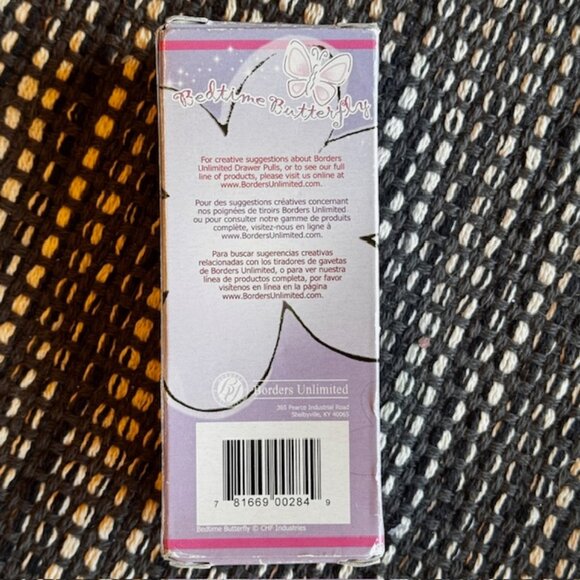 Bedtime Butterfly
For creative suggestions about Borders
Unlimited Drawer Pulls, or to see our full
line of products, please visit us online at
www.BordersUnlimited.com.
Pour des suggestions créatives concernant
nos poignées de tiroirs Borders Unlimited
ou pour consulter notre gamme de produits
complète, visitez-nous en ligne à
www.BordersUnlimited.com.
Para buscar sugerencias creativas
relacionadas con los tiradores de gavetas
de Borders Unlimited, o para ver nuestra
línea de productos completa, por favor
visítenos en línea en la página
www.BordersUnlimited.com.
Borders Unlimited
365 Pearce Industrial Road
Shelbyville, KY 40065
7 81669 00284 9
Bedtime Butterfly © CHF Industries